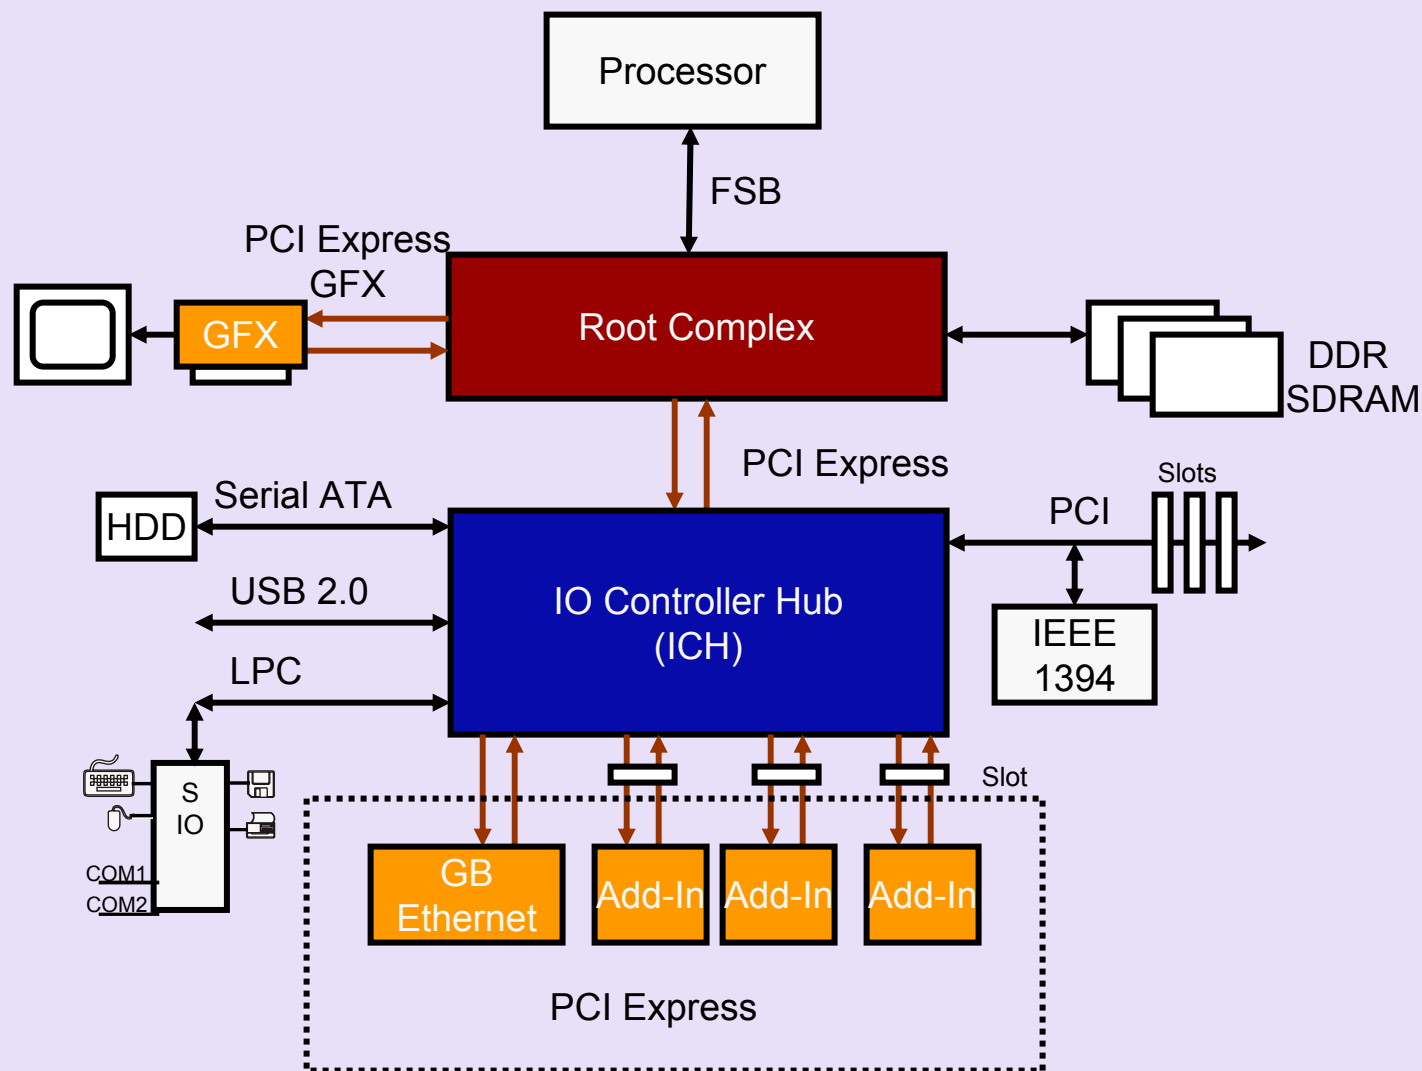 Processor
FSB
PCI Express
GFX
GFX
Root Complex
DDR
SDRAM
PCI Express
Slots
Serial ATA
HDD
PCI
USB 2.0
IO Controller Hub
(ICH)
IEEE
1394
LPC
Slot
S
IO
COM1
COM2
GB
Ethernet
Add-In
Add-In
Add-In
PCI Express